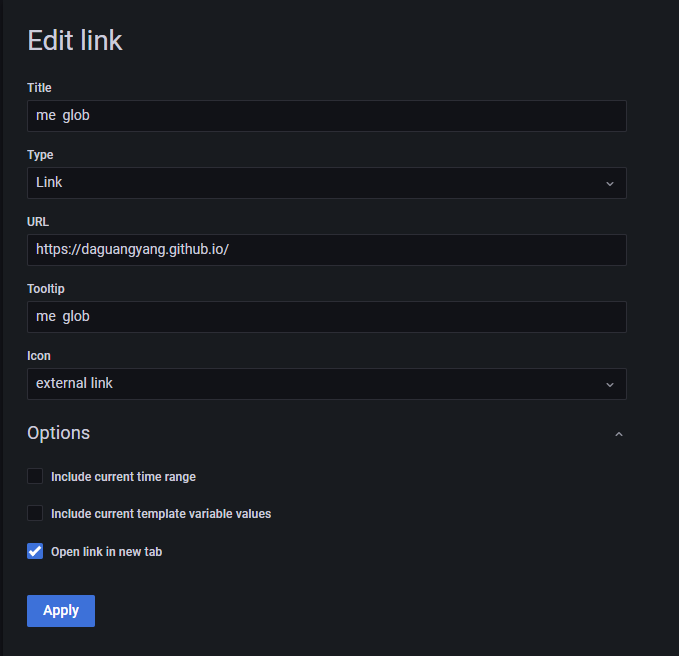 Edit link
Title
me  glob
Type
Link
URL
https://daguangyang.github.io/
Tooltip
me  glob
Icon
external link
Options
Include current time range
Include current template variable values
Open link in new tab
Apply